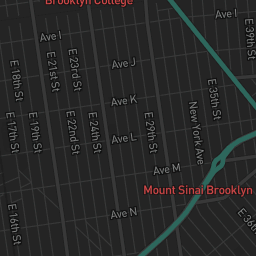 Brooklyn College
Ave I
Ave I
E 39th St
E 18th St
E 21st St
E 23rd St
Ave J
E 35th St
Ave K
E 17th St
E 19th St
E 22nd St
E 24th St
Ave L
E 29th St
New York Ave
Ave M
Mount Sinai Brooklyn
E 16th St
Ave N
E 36th